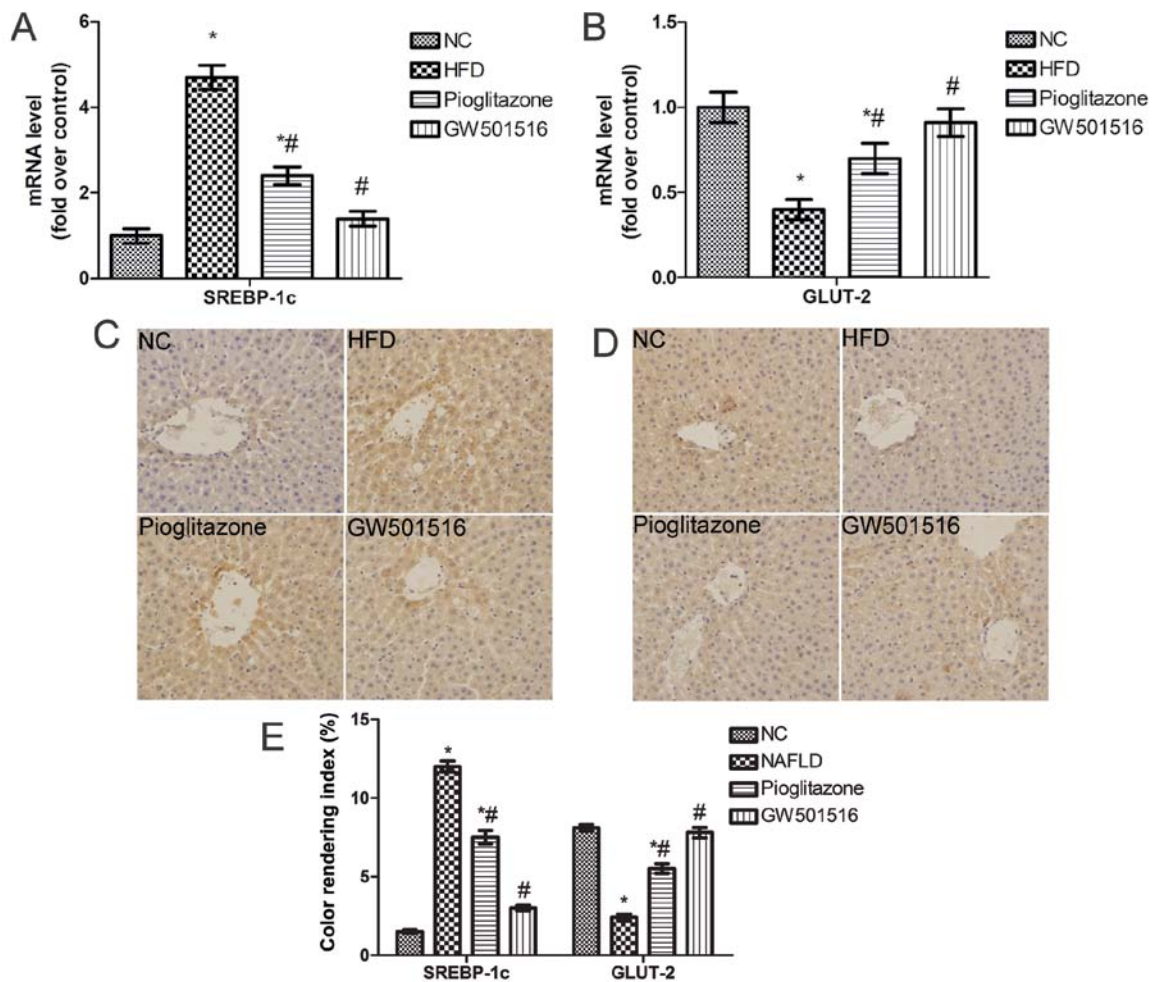 A
mRNA level
(fold over control)
6
4
2
0
*
*#
#
SREBP-1c
NC
HFD
Pioglitazone
GW501516
B
mRNA level
(fold over control)
1.5
1.0
0.5
0.0
*
*#
#
GLUT-2
NC
HFD
Pioglitazone
GW501516
C
NC
HFD
Pioglitazone
GW501516
D
NC
HFD
Pioglitazone
GW501516
E
Color rendering index (%)
15
10
5
0
*
*#
#
*
*#
#
SREBP-1c
GLUT-2
NC
NAFLD
Pioglitazone
GW501516